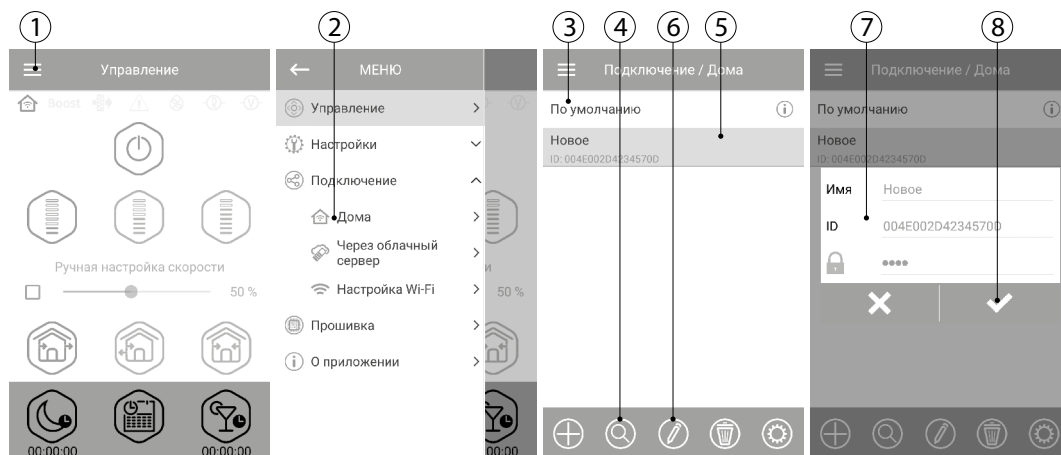 1
2
3
4
6
5
7
8
Управление
Boost
Ручная настройка скорости
50 %
00:00:00
00:00:00
МЕНЮ
Управление
Настройки
Подключение
Дома
Через облачный
сервер
Настройка Wi-Fi
Прошивка
О приложении
и
50 %
00:00
Подключение / Дома
По умолчанию
Новое
ID: 004E002D4234570D
Подключение / Дома
По умолчанию
Новое
ID: 004E002D4234570D
Имя
Новое
ID
004E002D4234570D